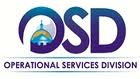 OSD
OPERATIONAL SERVICES DIVISION